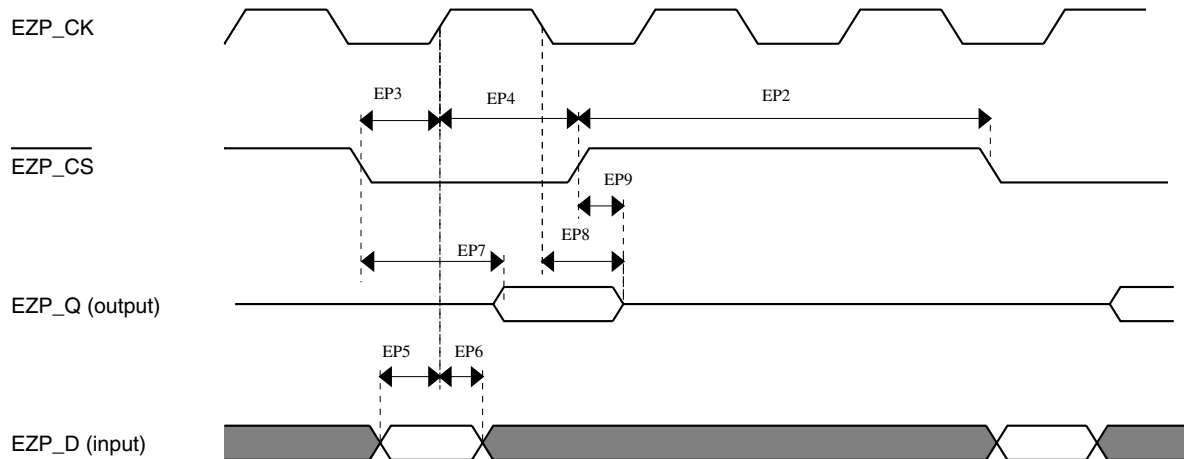 EZP_CK
EP3
EP4
EP2
EZP_CS
EP9
EP8
EP7
EZP_Q (output)
EP5
EP6
EZP_D (input)